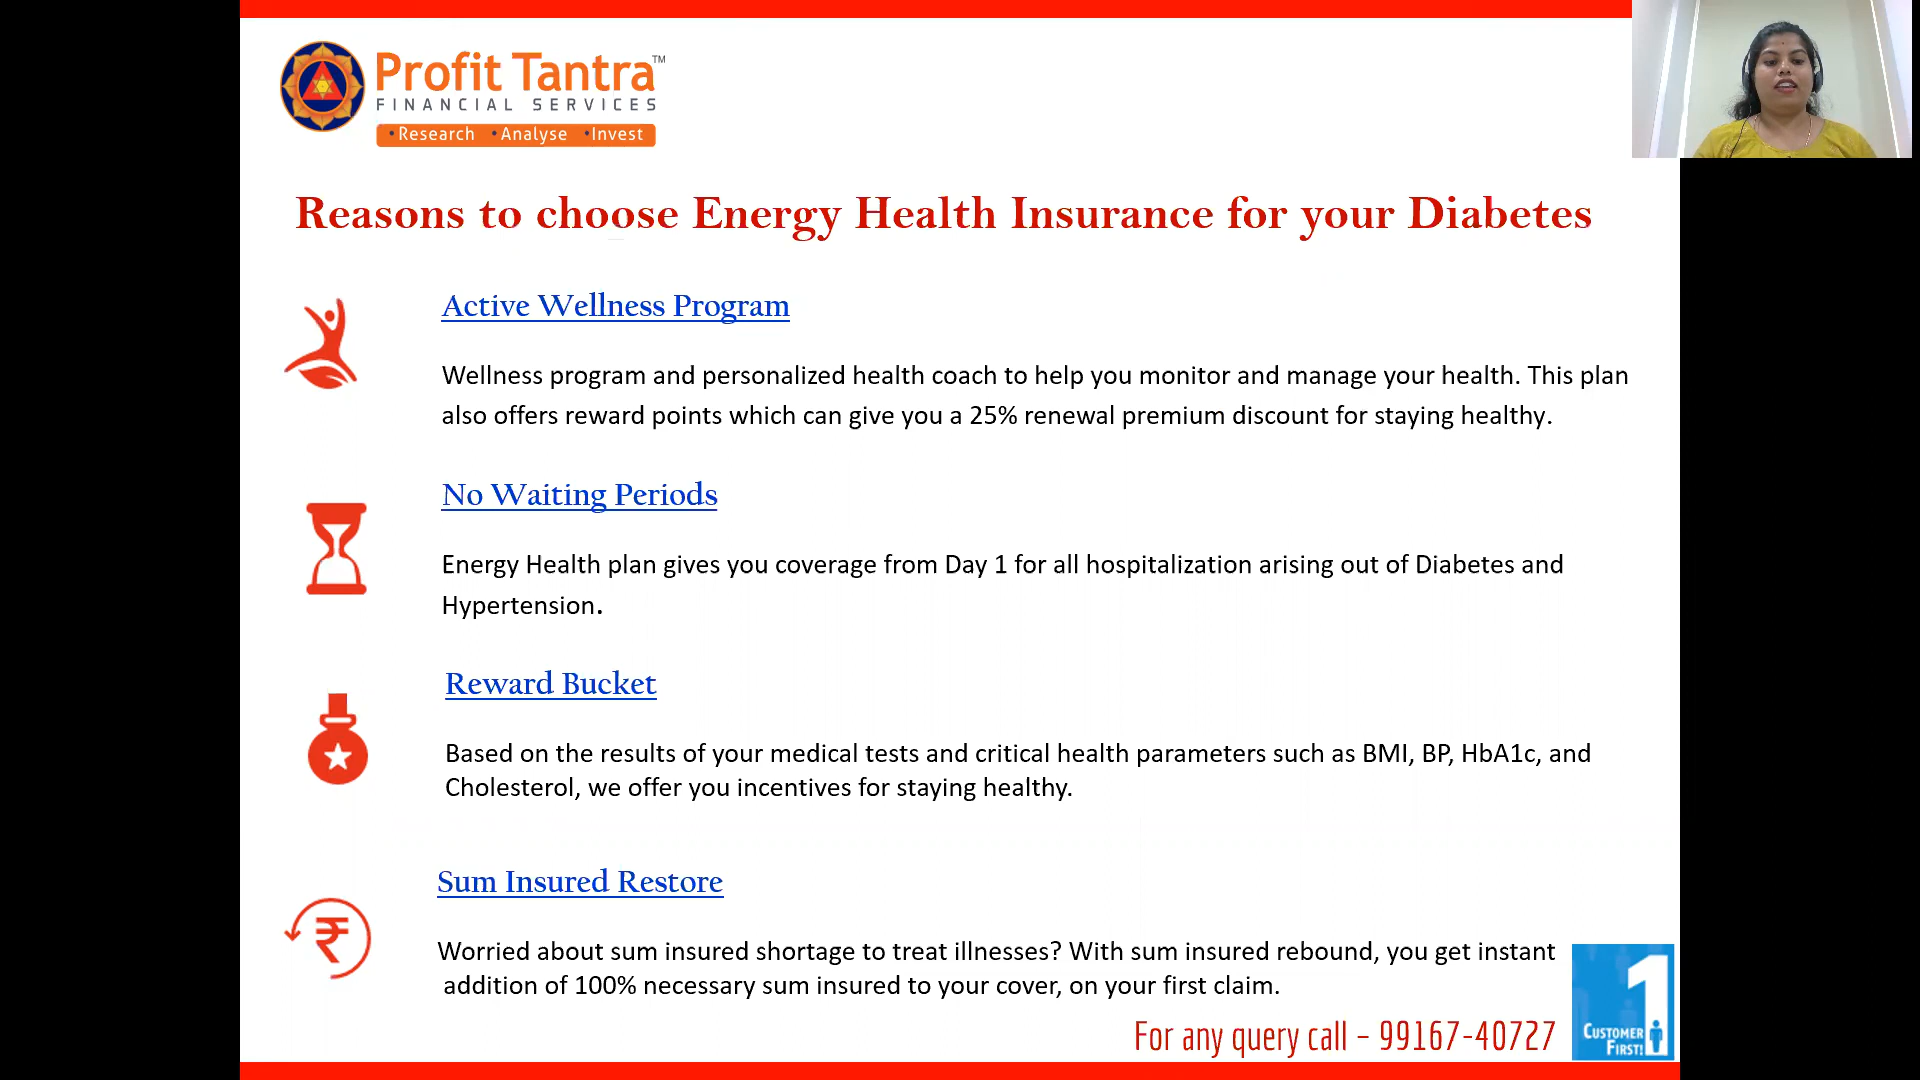 Profit Tantra™
FINANCIAL SERVICES
•Research •Analyse •Invest
Reasons to choose Energy Health Insurance for your Diabetes
Active Wellness Program
Wellness program and personalized health coach to help you monitor and manage your health. This plan
also offers reward points which can give you a 25% renewal premium discount for staying healthy.
No Waiting Periods
Energy Health plan gives you coverage from Day 1 for all hospitalization arising out of Diabetes and
Hypertension.
Reward Bucket
Based on the results of your medical tests and critical health parameters such as BMI, BP, HbA1c, and
Cholesterol, we offer you incentives for staying healthy.
Sum Insured Restore
₹
Worried about sum insured shortage to treat illnesses? With sum insured rebound, you get instant
addition of 100% necessary sum insured to your cover, on your first claim.
For any query call – 99167-40727
1
CUSTOMER
FIRST!